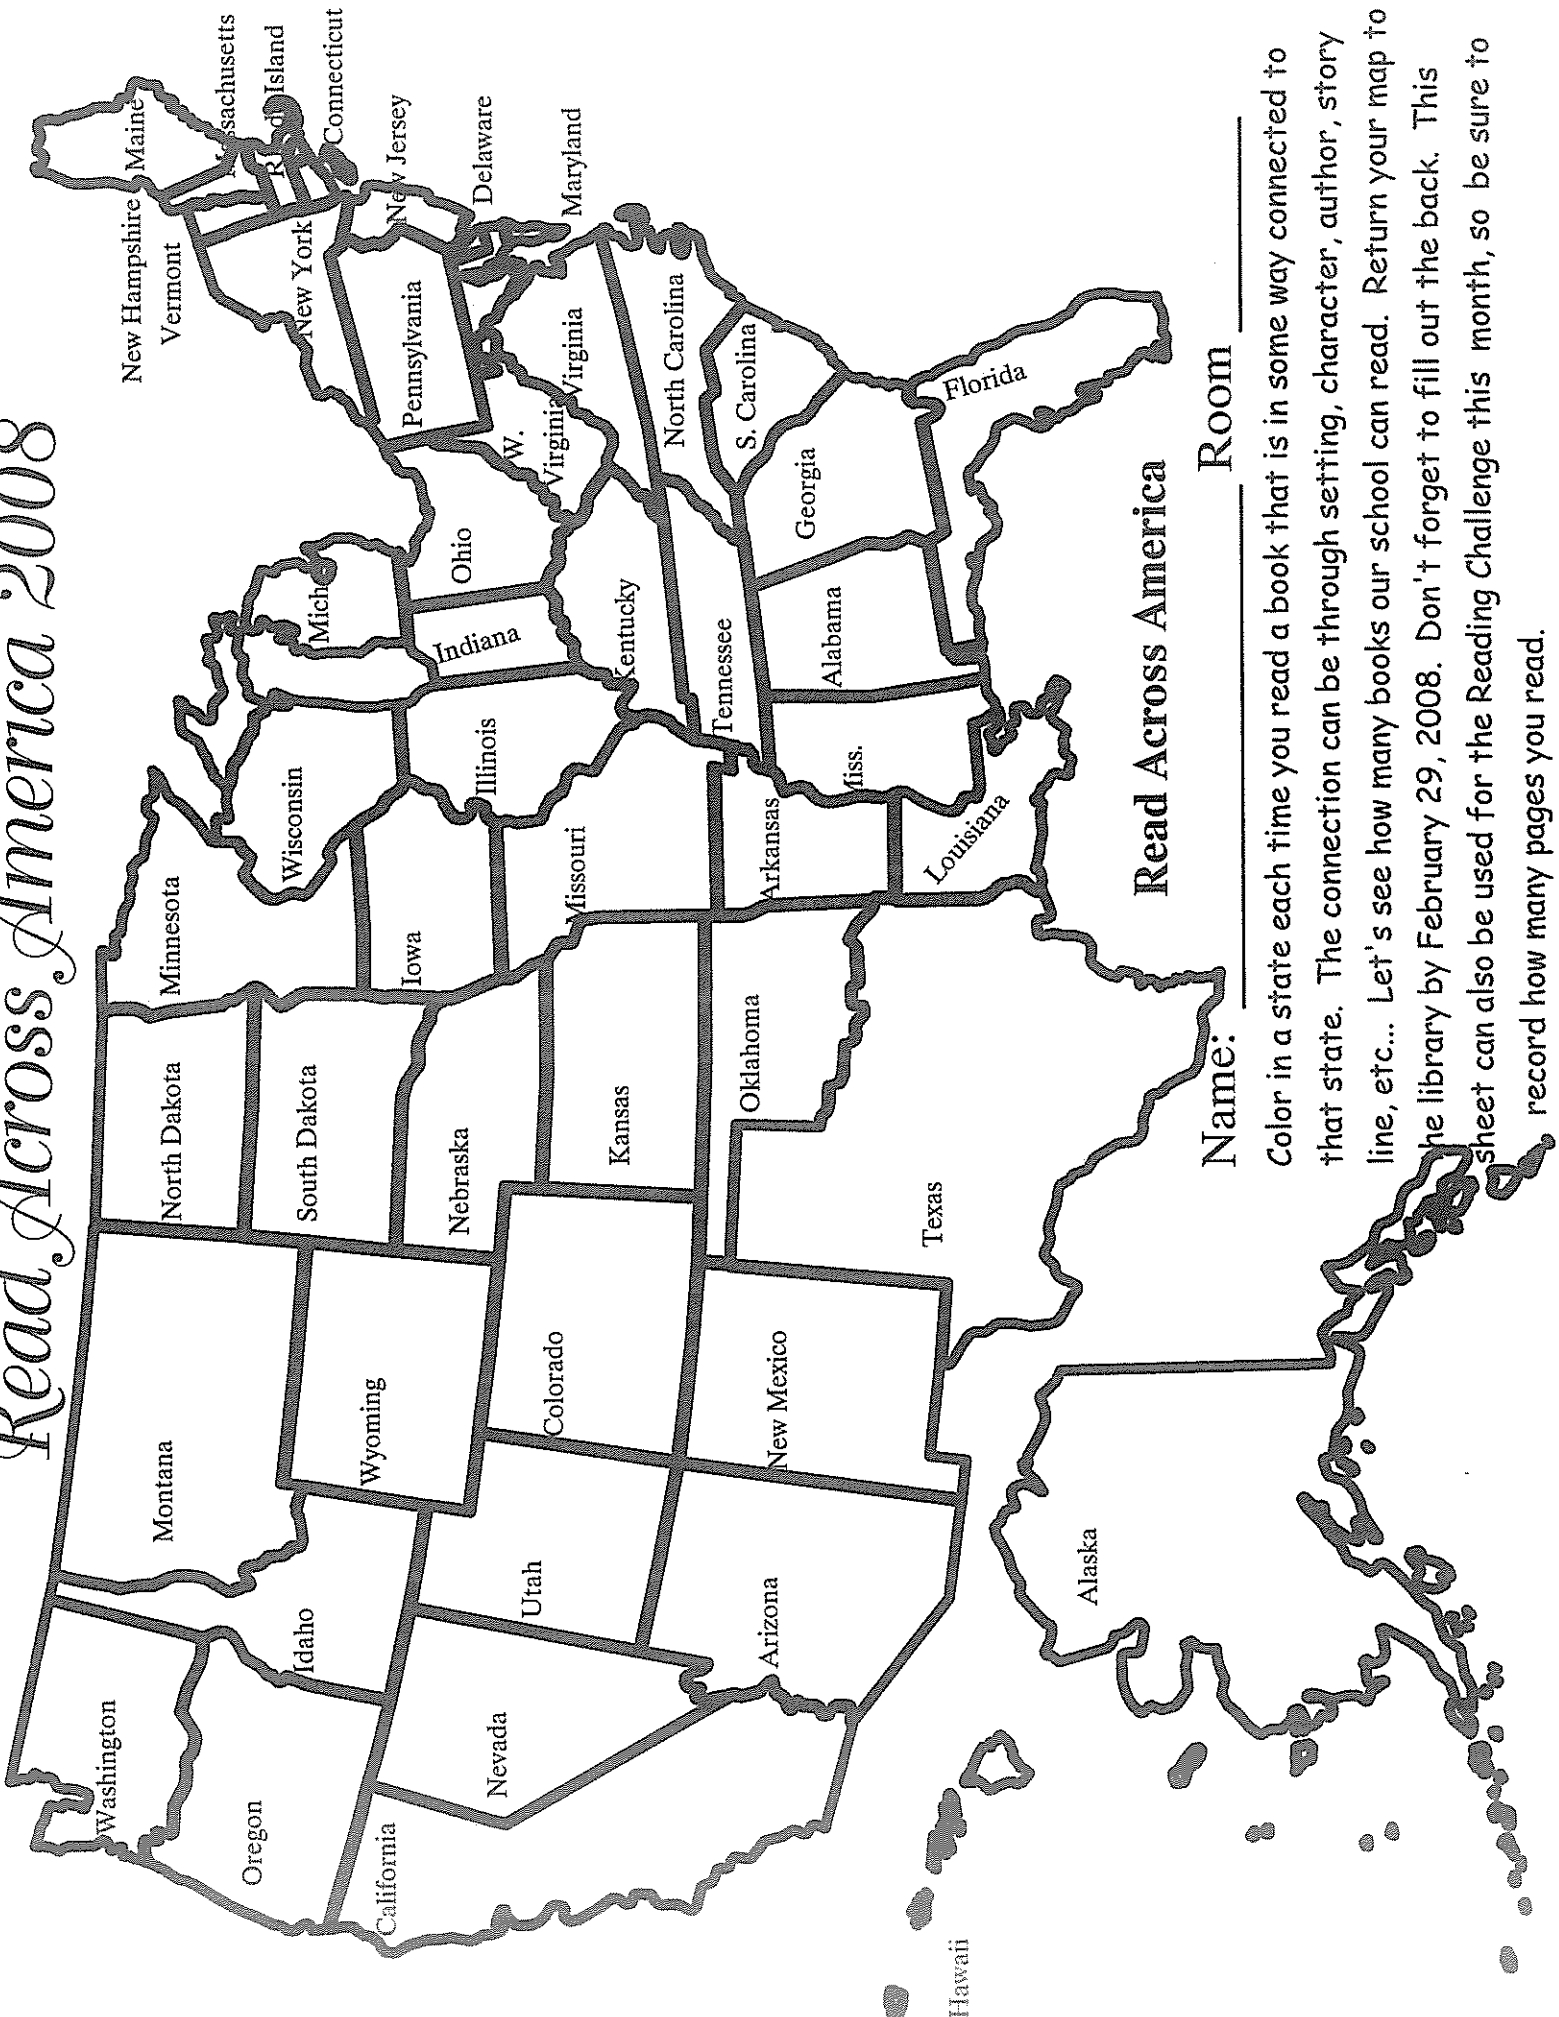 Read Across America 2008
Washington
Oregon
California
Idaho
Nevada
Montana
Wyoming
Utah
Arizona
Colorado
New Mexico
North Dakota
South Dakota
Nebraska
Kansas
Oklahoma
Texas
Minnesota
Iowa
Missouri
Arkansas
Louisiana
Wisconsin
Illinois
Mich
Indiana
Ohio
Kentucky
Tennessee
Miss.
Alabama
Georgia
Florida
S. Carolina
North Carolina
W.
Virginia
Virginia
Pennsylvania
New York
Vermont
New Hampshire
Maine
Massachusetts
Rhode Island
Connecticut
New Jersey
Delaware
Maryland
Alaska
Hawaii
Read Across America
Name: Room
Color in a state each time you read a book that is in some way connected to
that state. The connection can be through setting, character, author, story
line, etc... Let's see how many books our school can read. Return your map to
the library by February 29, 2008. Don't forget to fill out the back. This
sheet can also be used for the Reading Challenge this month, so be sure to
record how many pages you read.